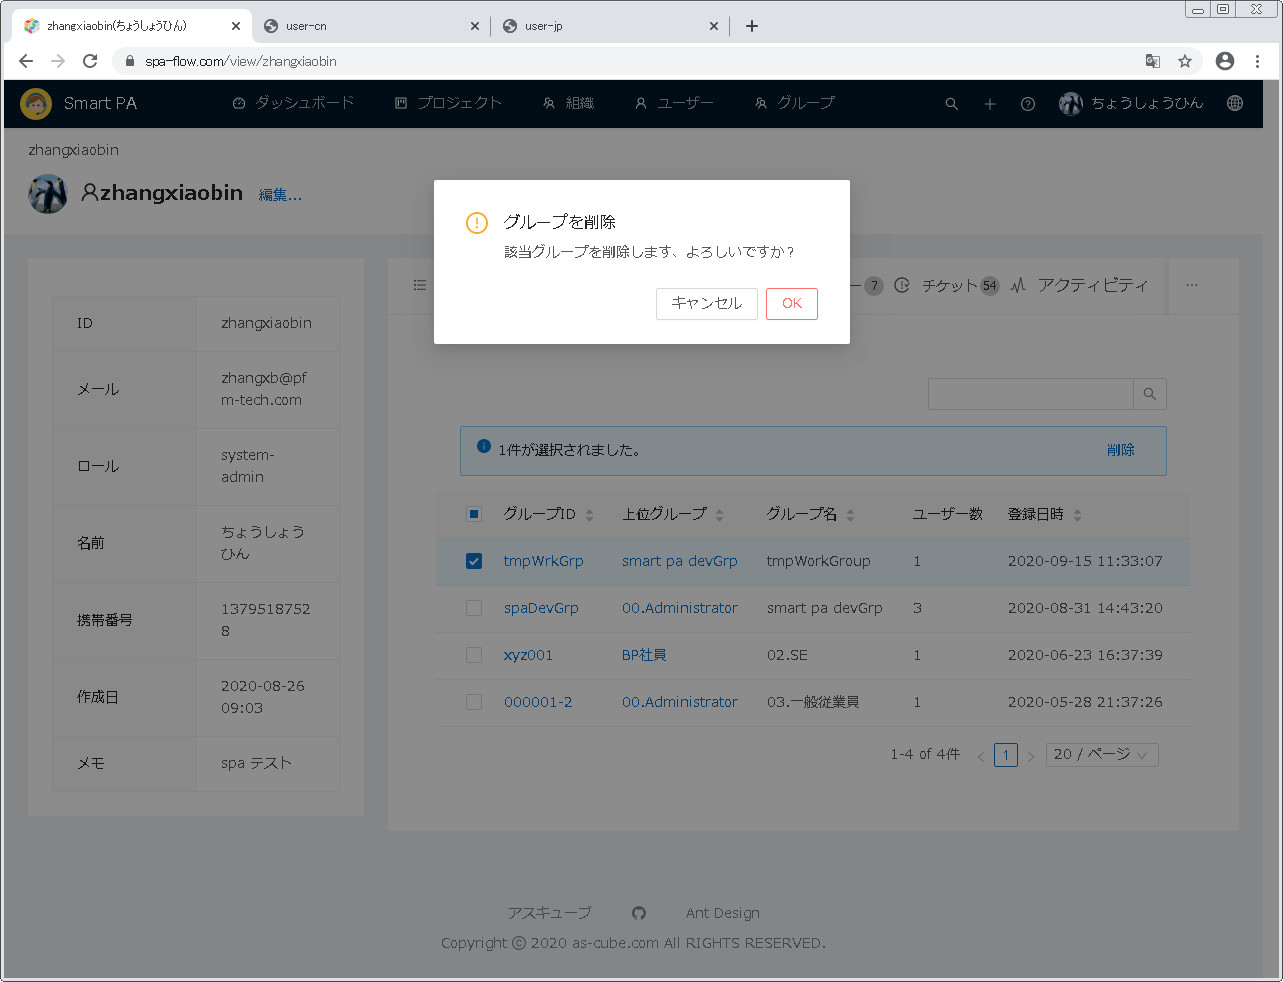 zhangxiaobin(ちょうしょうひん)
user-cn
user-jp
spa-flow.com/view/zhangxiaobin
Smart PA
ダッシュボード
プロジェクト
組織
ユーザー
グループ
ちょうしょうひん
zhangxiaobin
zhangxiaobin 編集...
グループを削除
該当グループを削除します、よろしいですか？
キャンセル
OK
ー 7
チケット 54
アクティビティ
ID zhangxiaobin
メール zhangxb@pf
m-tech.com
ロール system-
admin
名前 ちょうしょう
ひん
携帯番号 1379518752
8
作成日 2020-08-26
09:03
メモ spa テスト
1件が選択されました。 削除
グループID 上位グループ グループ名 ユーザー数 登録日時
tmpWrkGrp smart pa devGrp tmpWorkGroup 1 2020-09-15 11:33:07
spaDevGrp 00.Administrator smart pa devGrp 3 2020-08-31 14:43:20
xyz001 BP社員 02.SE 1 2020-06-23 16:37:39
000001-2 00.Administrator 03.一般従業員 1 2020-05-28 21:37:26
1-4 of 4件 < 1 > 20 / ページ
アスキューブ
Ant Design
Copyright © 2020 as-cube.com All RIGHTS RESERVED.